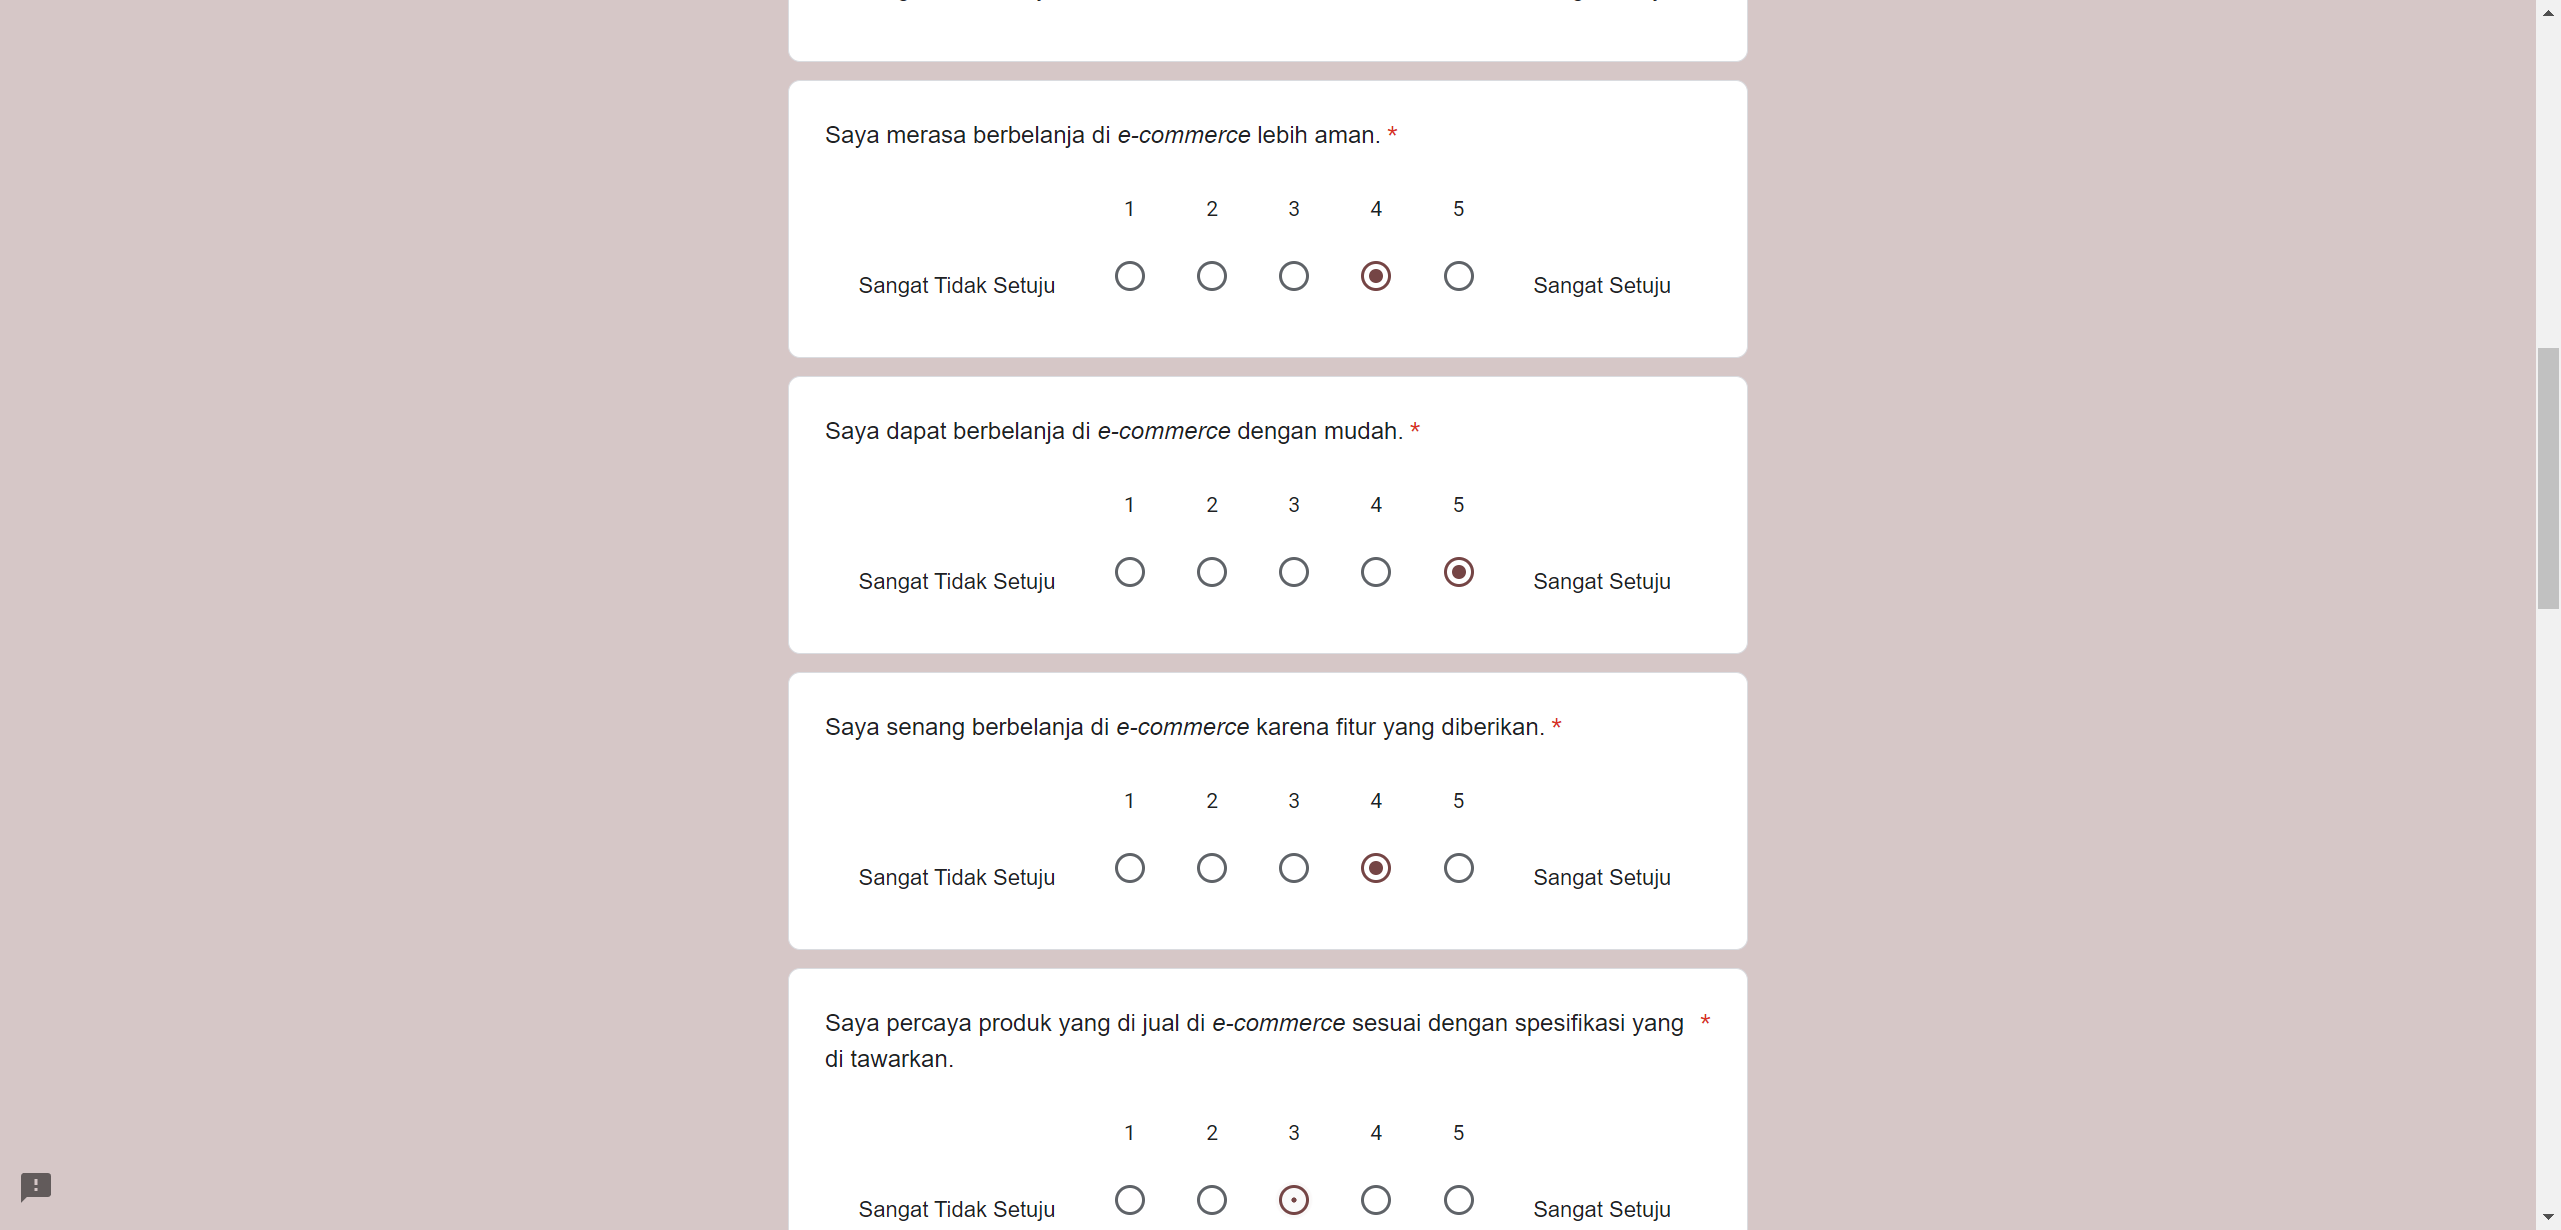 Saya merasa berbelanja di e-commerce lebih aman. *
1 2 3 4 5
Sangat Tidak Setuju Sangat Setuju
Saya dapat berbelanja di e-commerce dengan mudah. *
1 2 3 4 5
Sangat Tidak Setuju Sangat Setuju
Saya senang berbelanja di e-commerce karena fitur yang diberikan. *
1 2 3 4 5
Sangat Tidak Setuju Sangat Setuju
Saya percaya produk yang di jual di e-commerce sesuai dengan spesifikasi yang *
di tawarkan.
1 2 3 4 5
Sangat Tidak Setuju Sangat Setuju